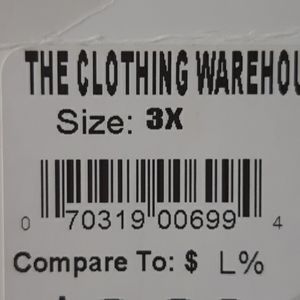 THE CLOTHING WAREHOU
Size: 3X
0 70319 00699 4
Compare To: $ L%